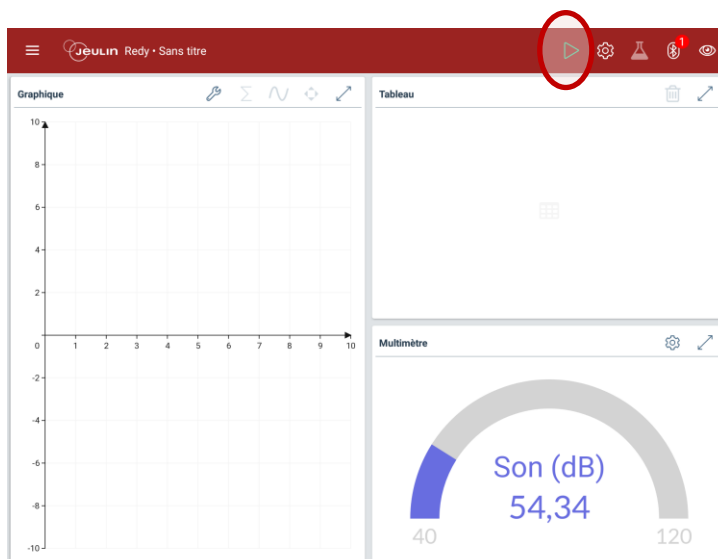 Jeulin Redy • Sans titre
1
Graphique
Tableau
10
8
6
4
2
0 1 2 3 4 5 6 7 8 9 10
-2
-4
-6
-8
-10
Multimètre
Son (dB)
54,34
40 120